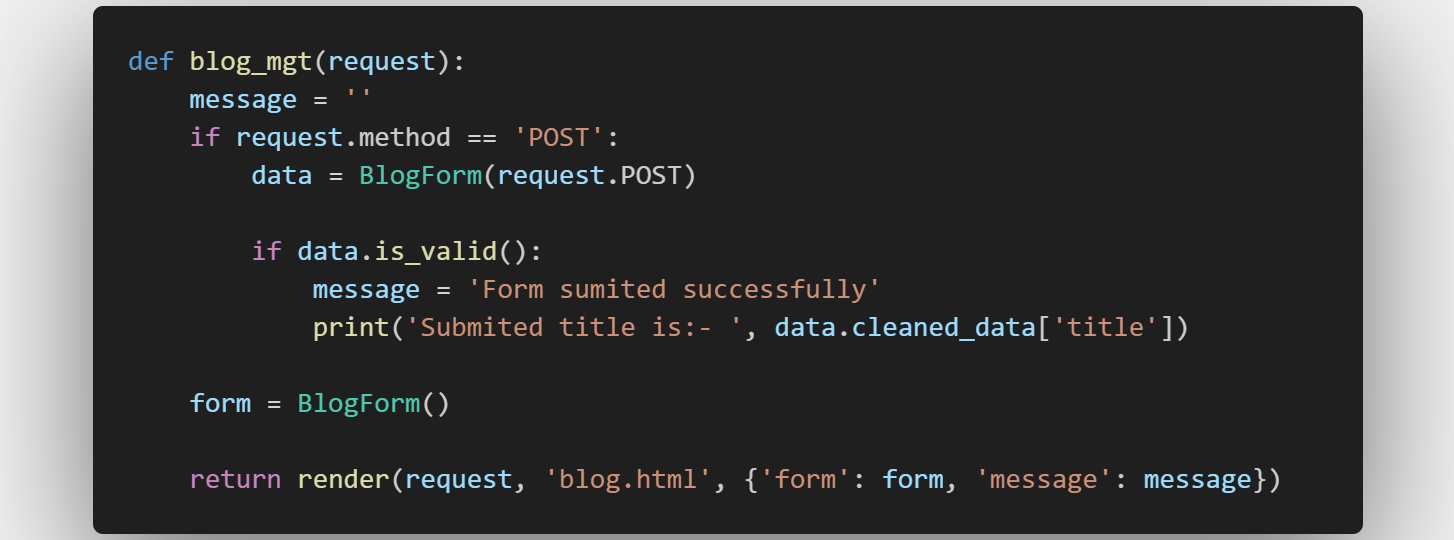 def blog_mgt(request):
    message = ''
    if request.method == 'POST':
        data = BlogForm(request.POST)
        if data.is_valid():
            message = 'Form sumited successfully'
            print('Submited title is:- ', data.cleaned_data['title'])
    form = BlogForm()
    return render(request, 'blog.html', {'form': form, 'message': message})